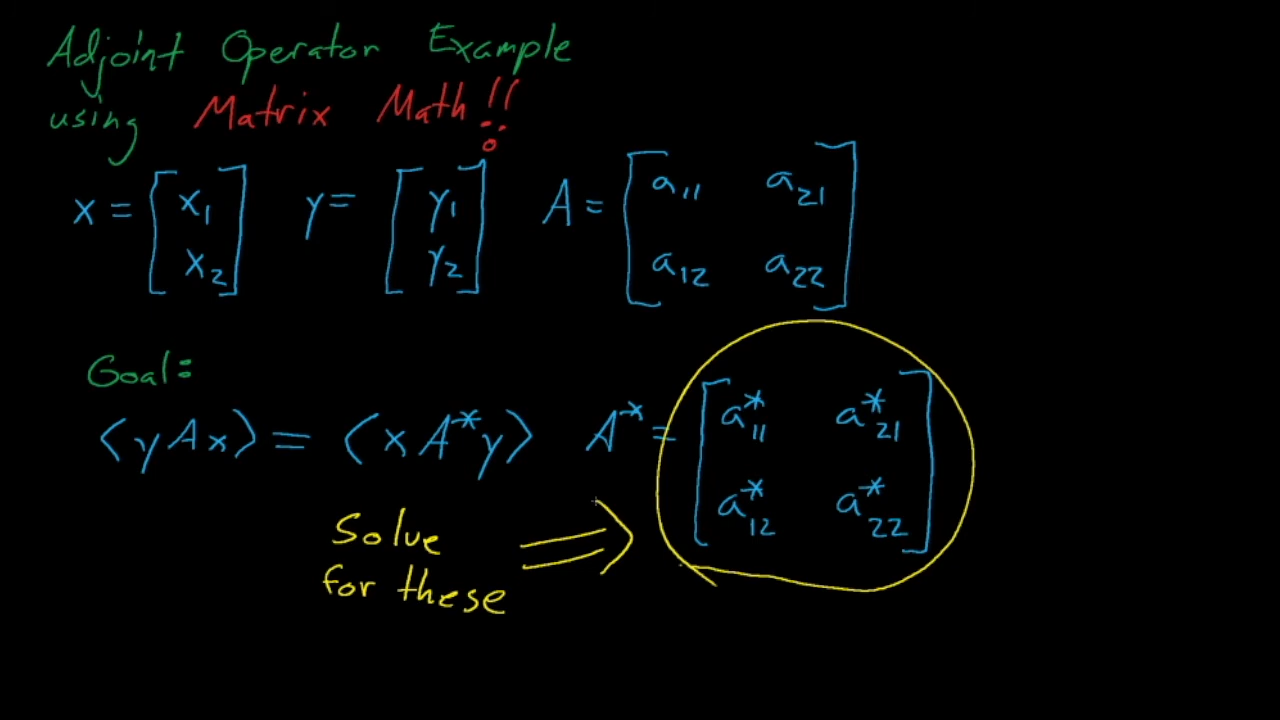 Adjoint Operator Example
using Matrix Math!!
x = [x₁ x₂] y = [y₁ y₂] A = [a₁₁ a₂₁ a₁₂ a₂₂]
Goal:
⟨y A x⟩ = ⟨x A* y⟩ A* = [a*₁₁ a*₂₁ a*₁₂ a*₂₂]
Solve
for these